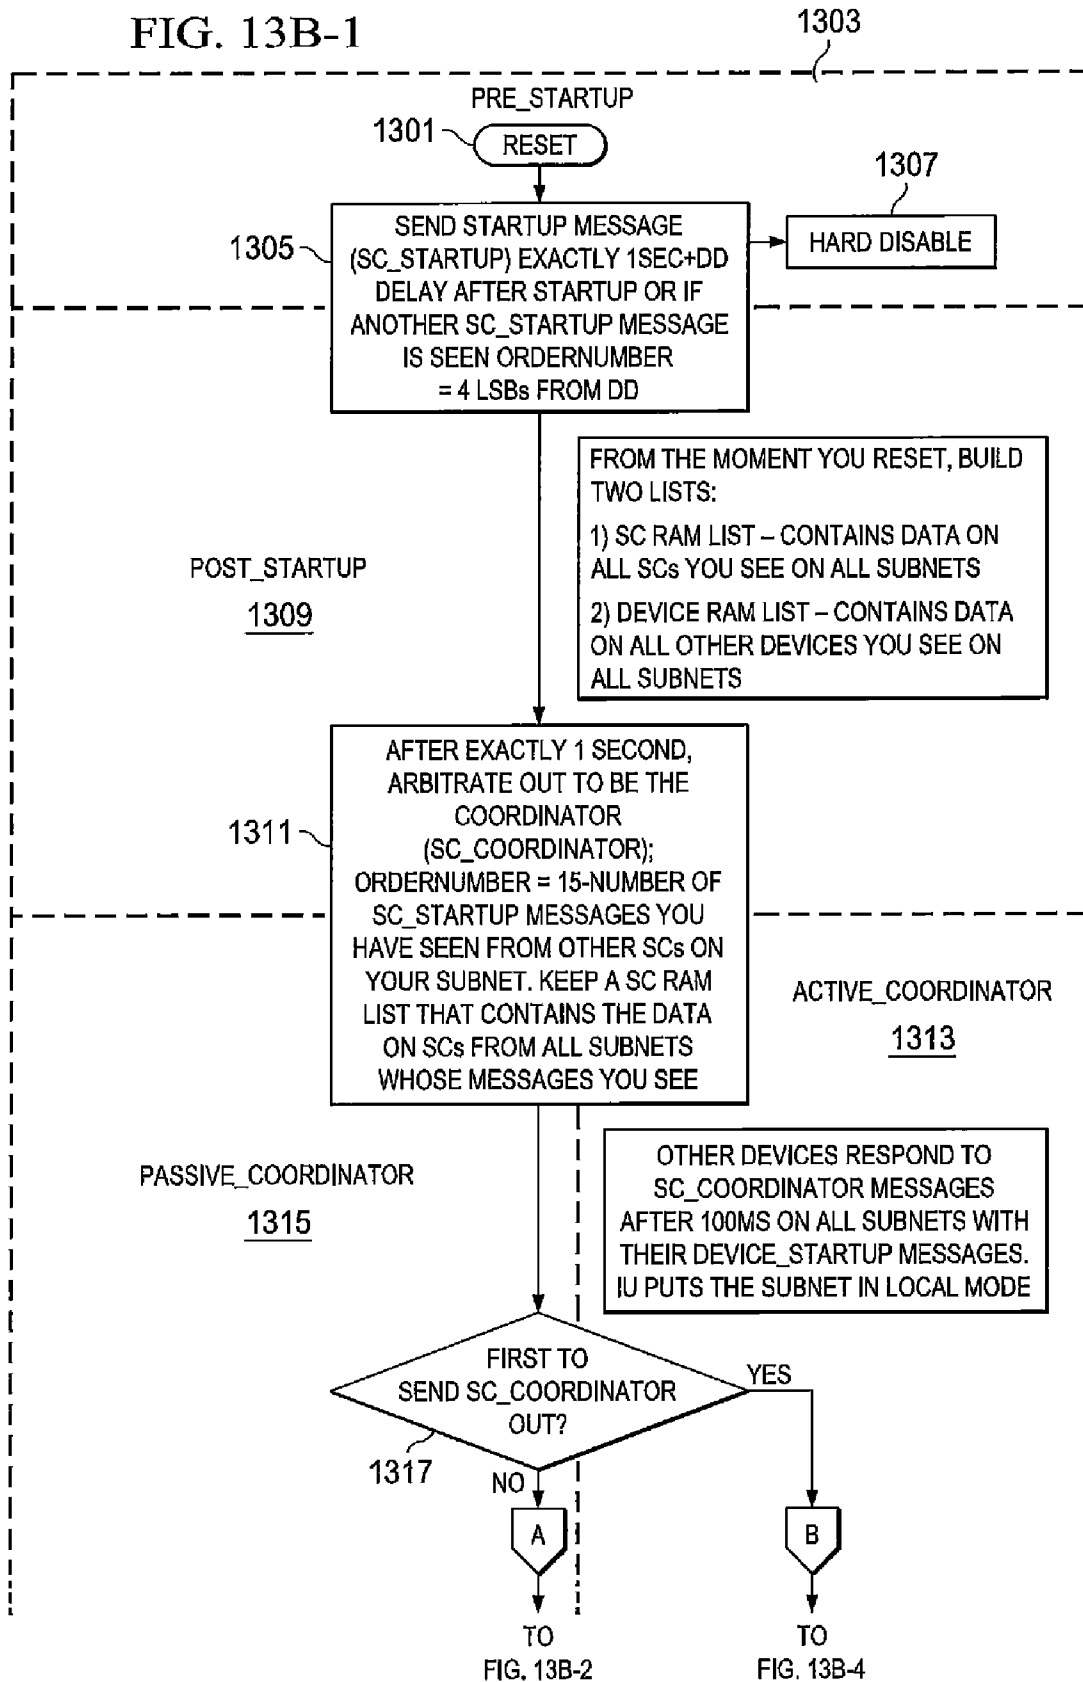 FIG. 13B-1
1303
PRE_STARTUP
1301
RESET
1307
HARD DISABLE
1305
SEND STARTUP MESSAGE
(SC_STARTUP) EXACTLY 1SEC+DD
DELAY AFTER STARTUP OR IF
ANOTHER SC_STARTUP MESSAGE
IS SEEN ORDERNUMBER
= 4 LSBs FROM DD
FROM THE MOMENT YOU RESET, BUILD
TWO LISTS:
1) SC RAM LIST – CONTAINS DATA ON
ALL SCs YOU SEE ON ALL SUBNETS
2) DEVICE RAM LIST – CONTAINS DATA
ON ALL OTHER DEVICES YOU SEE ON
ALL SUBNETS
POST_STARTUP
1309
1311
AFTER EXACTLY 1 SECOND,
ARBITRATE OUT TO BE THE
COORDINATOR
(SC_COORDINATOR);
ORDERNUMBER = 15-NUMBER OF
SC_STARTUP MESSAGES YOU
HAVE SEEN FROM OTHER SCs ON
YOUR SUBNET. KEEP A SC RAM
LIST THAT CONTAINS THE DATA
ON SCs FROM ALL SUBNETS
WHOSE MESSAGES YOU SEE
ACTIVE_COORDINATOR
1313
PASSIVE_COORDINATOR
1315
OTHER DEVICES RESPOND TO
SC_COORDINATOR MESSAGES
AFTER 100MS ON ALL SUBNETS WITH
THEIR DEVICE_STARTUP MESSAGES.
IU PUTS THE SUBNET IN LOCAL MODE
FIRST TO
SEND SC_COORDINATOR
OUT?
YES
1317
NO
A
B
TO
FIG. 13B-2
TO
FIG. 13B-4